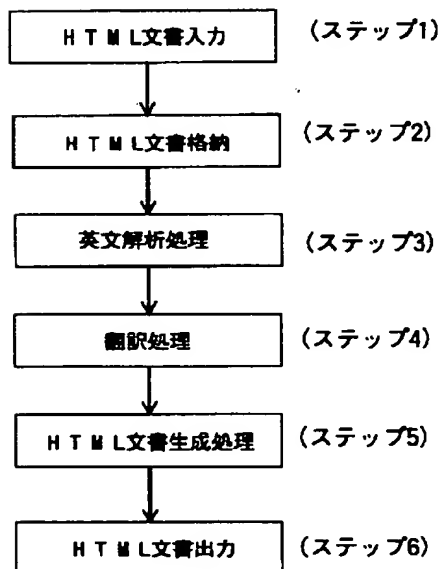 HTML文書入力 (ステップ1)
HTML文書格納 (ステップ2)
英文解析処理 (ステップ3)
翻訳処理 (ステップ4)
HTML文書生成処理 (ステップ5)
HTML文書出力 (ステップ6)